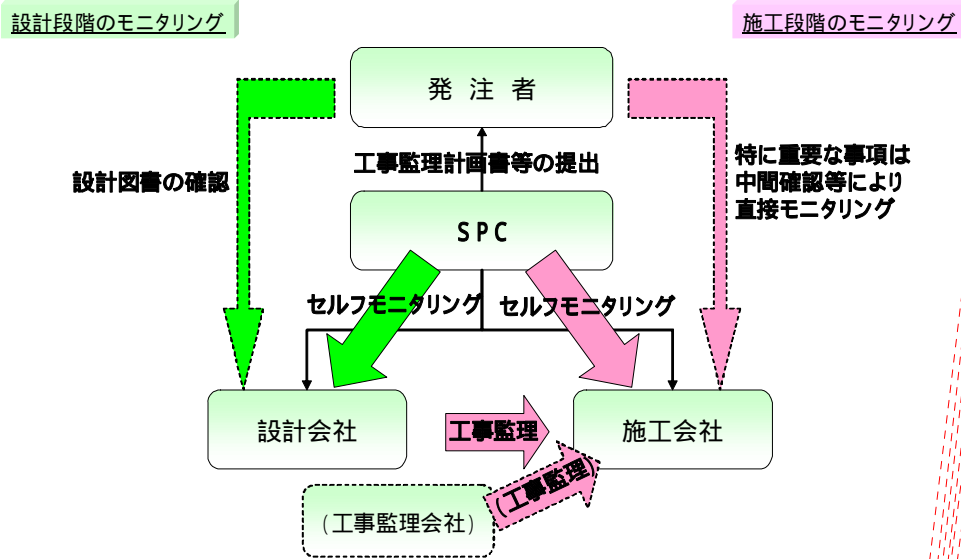 設計段階のモニタリング
施工段階のモニタリング
発 注 者
工事監理計画書等の提出
特に重要な事項は
中間確認等により
直接モニタリング
設計図書の確認
SPC
セルフモニタリング
セルフモニタリング
設計会社
工事監理
施工会社
(工事監理)
(工事監理会社)